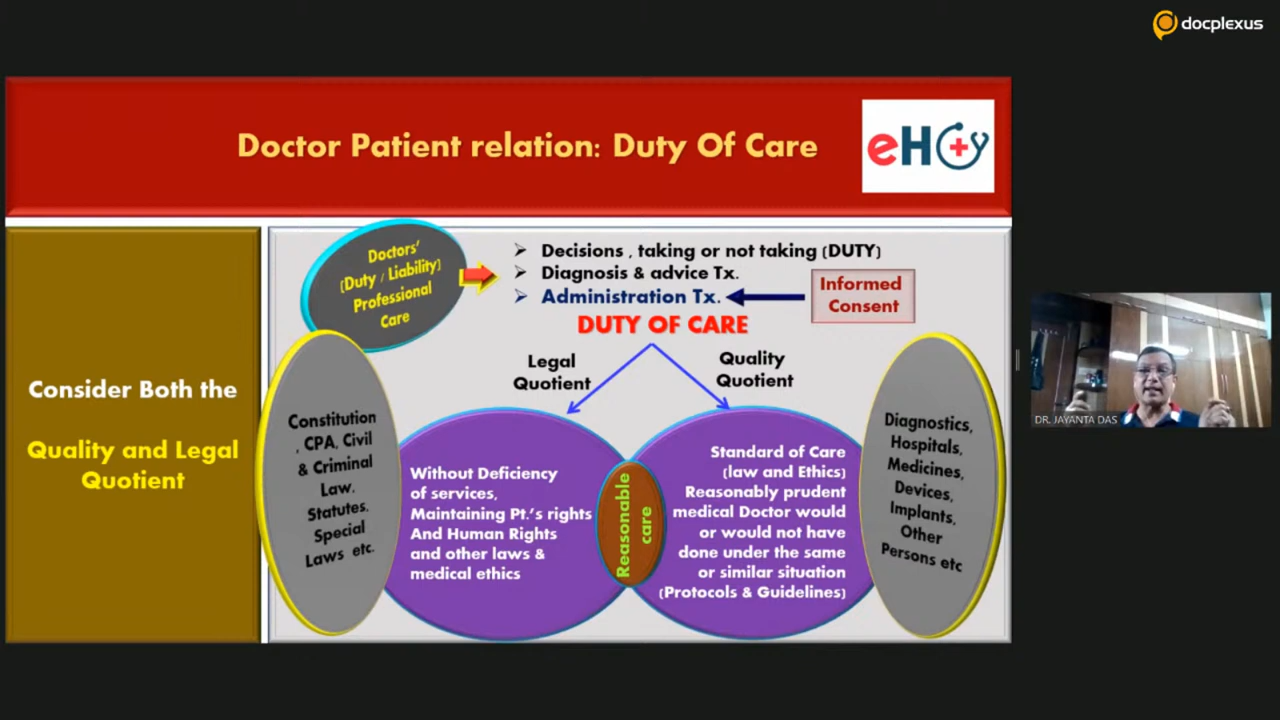 docplexus
Doctor Patient relation: Duty Of Care
eHC
Consider Both the
Quality and Legal
Quotient
Doctors'
(Duty / Liability)
Professional
Care
Decisions , taking or not taking (DUTY)
Diagnosis & advice Tx.
Administration Tx.
Informed
Consent
DUTY OF CARE
Legal
Quotient
Quality
Quotient
Constitution
, CPA, Civil
& Criminal
Law.
Statutes.
Special
Laws etc.
Without Deficiency
of services,
Maintaining Pt.'s rights
And Human Rights
and other laws &
medical ethics
Reasonable
care
Standard of Care
(law and Ethics)
Reasonably prudent
medical Doctor would
or would not have
done under the same
or similar situation
(Protocols & Guidelines)
Diagnostics,
Hospitals,
Medicines,
Devices,
Implants,
Other
Persons etc
DR. JAYANTA DAS